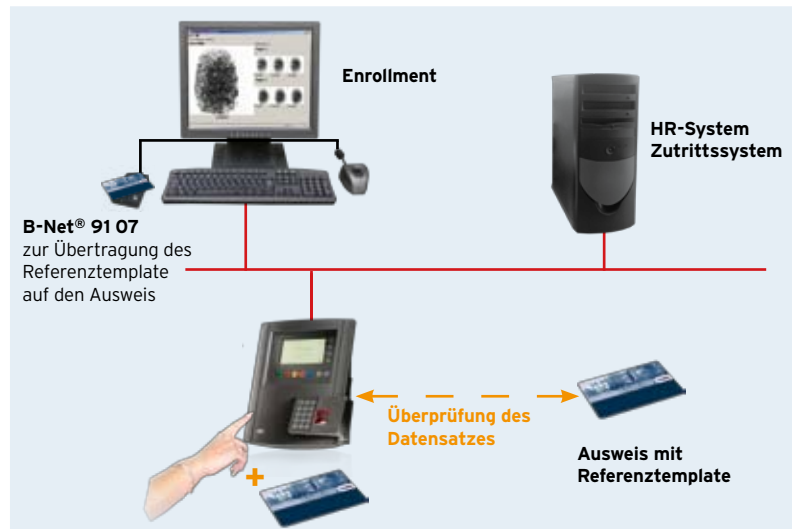 Enrollment
HR-System
Zutrittssystem
B-Net® 91 07
zur Übertragung des
Referenztemplate
auf den Ausweis
Überprüfung des
Datensatzes
Ausweis mit
Referenztemplate
+